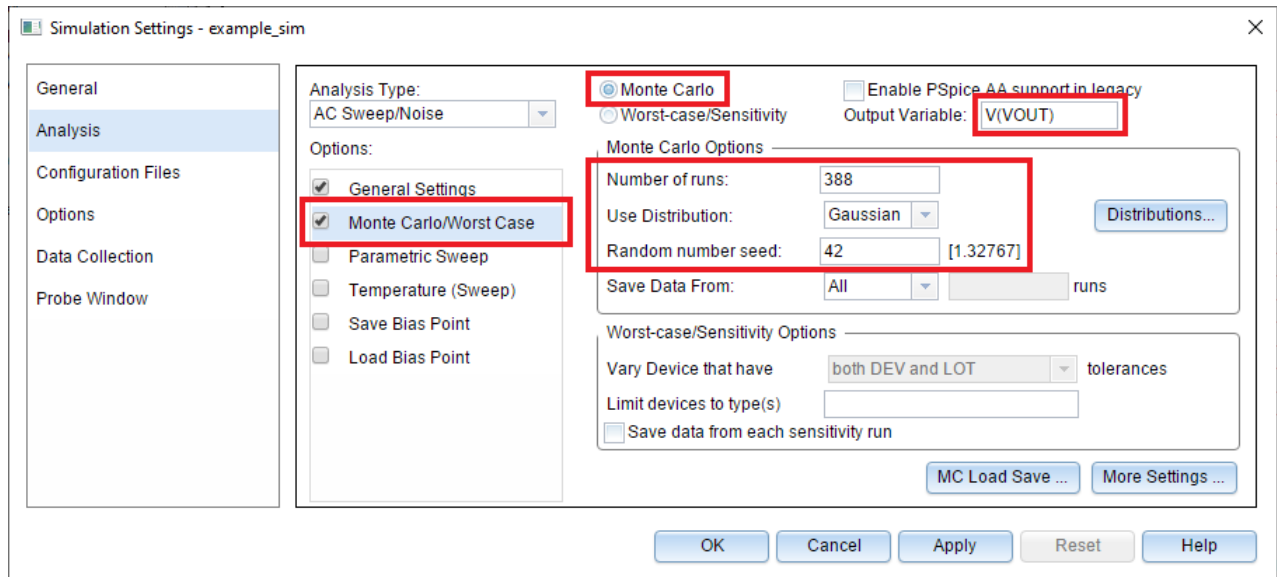 Simulation Settings - example_sim
General
Analysis
Configuration Files
Options
Data Collection
Probe Window
Analysis Type:
AC Sweep/Noise
Options:
General Settings
Monte Carlo/Worst Case
Parametric Sweep
Temperature (Sweep)
Save Bias Point
Load Bias Point
Monte Carlo
Enable PSpice AA support in legacy
Worst-case/Sensitivity
Output Variable: V(VOUT)
Monte Carlo Options
Number of runs: 388
Use Distribution: Gaussian Distributions...
Random number seed: 42 [1.32767]
Save Data From: All runs
Worst-case/Sensitivity Options
Vary Device that have both DEV and LOT tolerances
Limit devices to type(s)
Save data from each sensitivity run
MC Load Save ... More Settings ...
OK Cancel Apply Reset Help